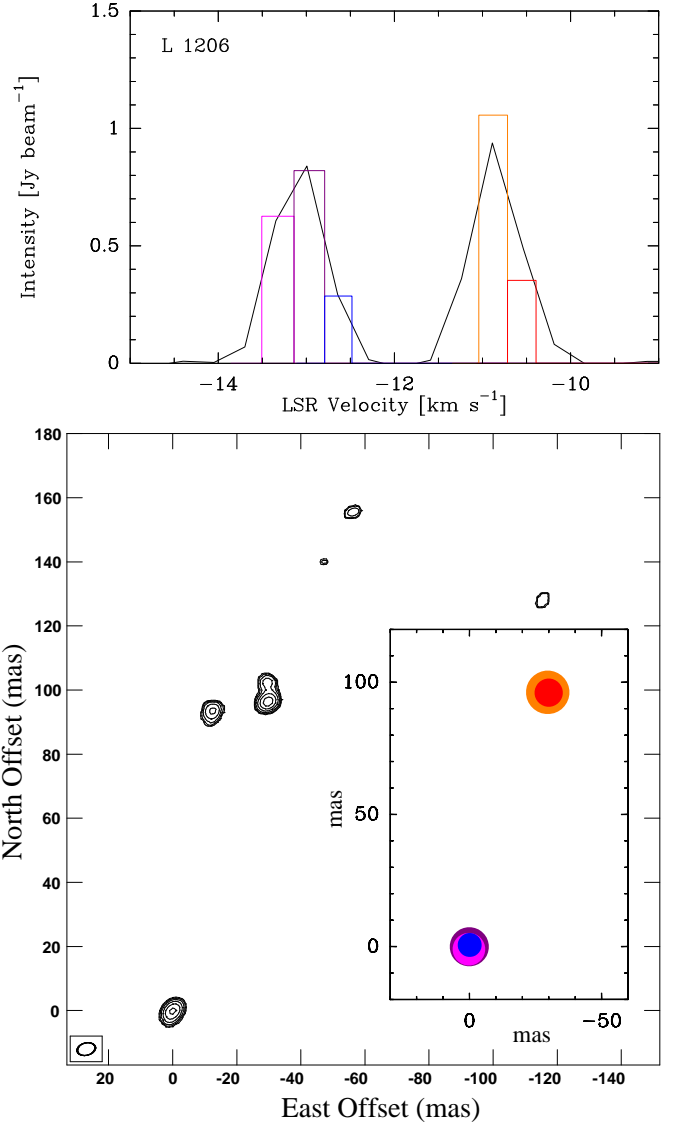 1.5
L 1206
1
0.5
0
Intensity [Jy beam⁻¹]
−14 −12 −10
LSR Velocity [km s⁻¹]
180
160
140
120
100
80
60
40
20
0
North Offset (mas)
100
50
0
mas
0 −50
mas
20 0 -20 -40 -60 -80 -100 -120 -140
East Offset (mas)